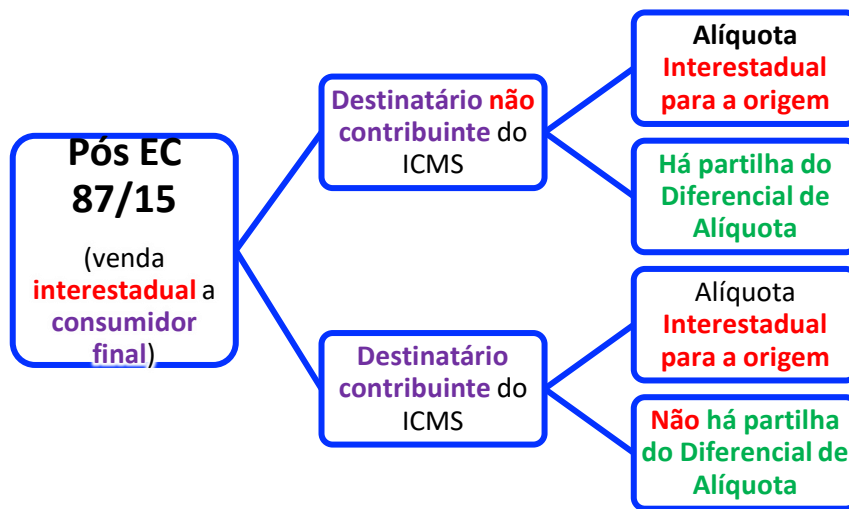 Pós EC
87/15
(venda
interestadual a
consumidor
final)
Destinatário não
contribuinte do
ICMS
Alíquota
Interestadual
para a origem
Há partilha do
Diferencial de
Alíquota
Destinatário
contribuinte do
ICMS
Alíquota
Interestadual
para a origem
Não há partilha
do Diferencial de
Alíquota